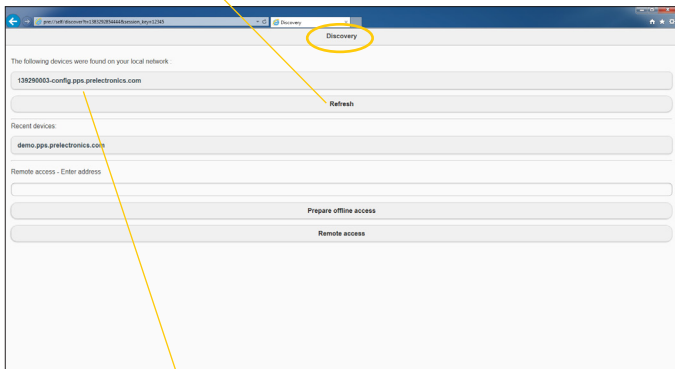 Discovery
Discovery
The following devices were found on your local network :
139290003-config.pps.prelectronics.com
Refresh
Recent devices:
demo.pps.prelectronics.com
Remote access - Enter address
Prepare offline access
Remote access